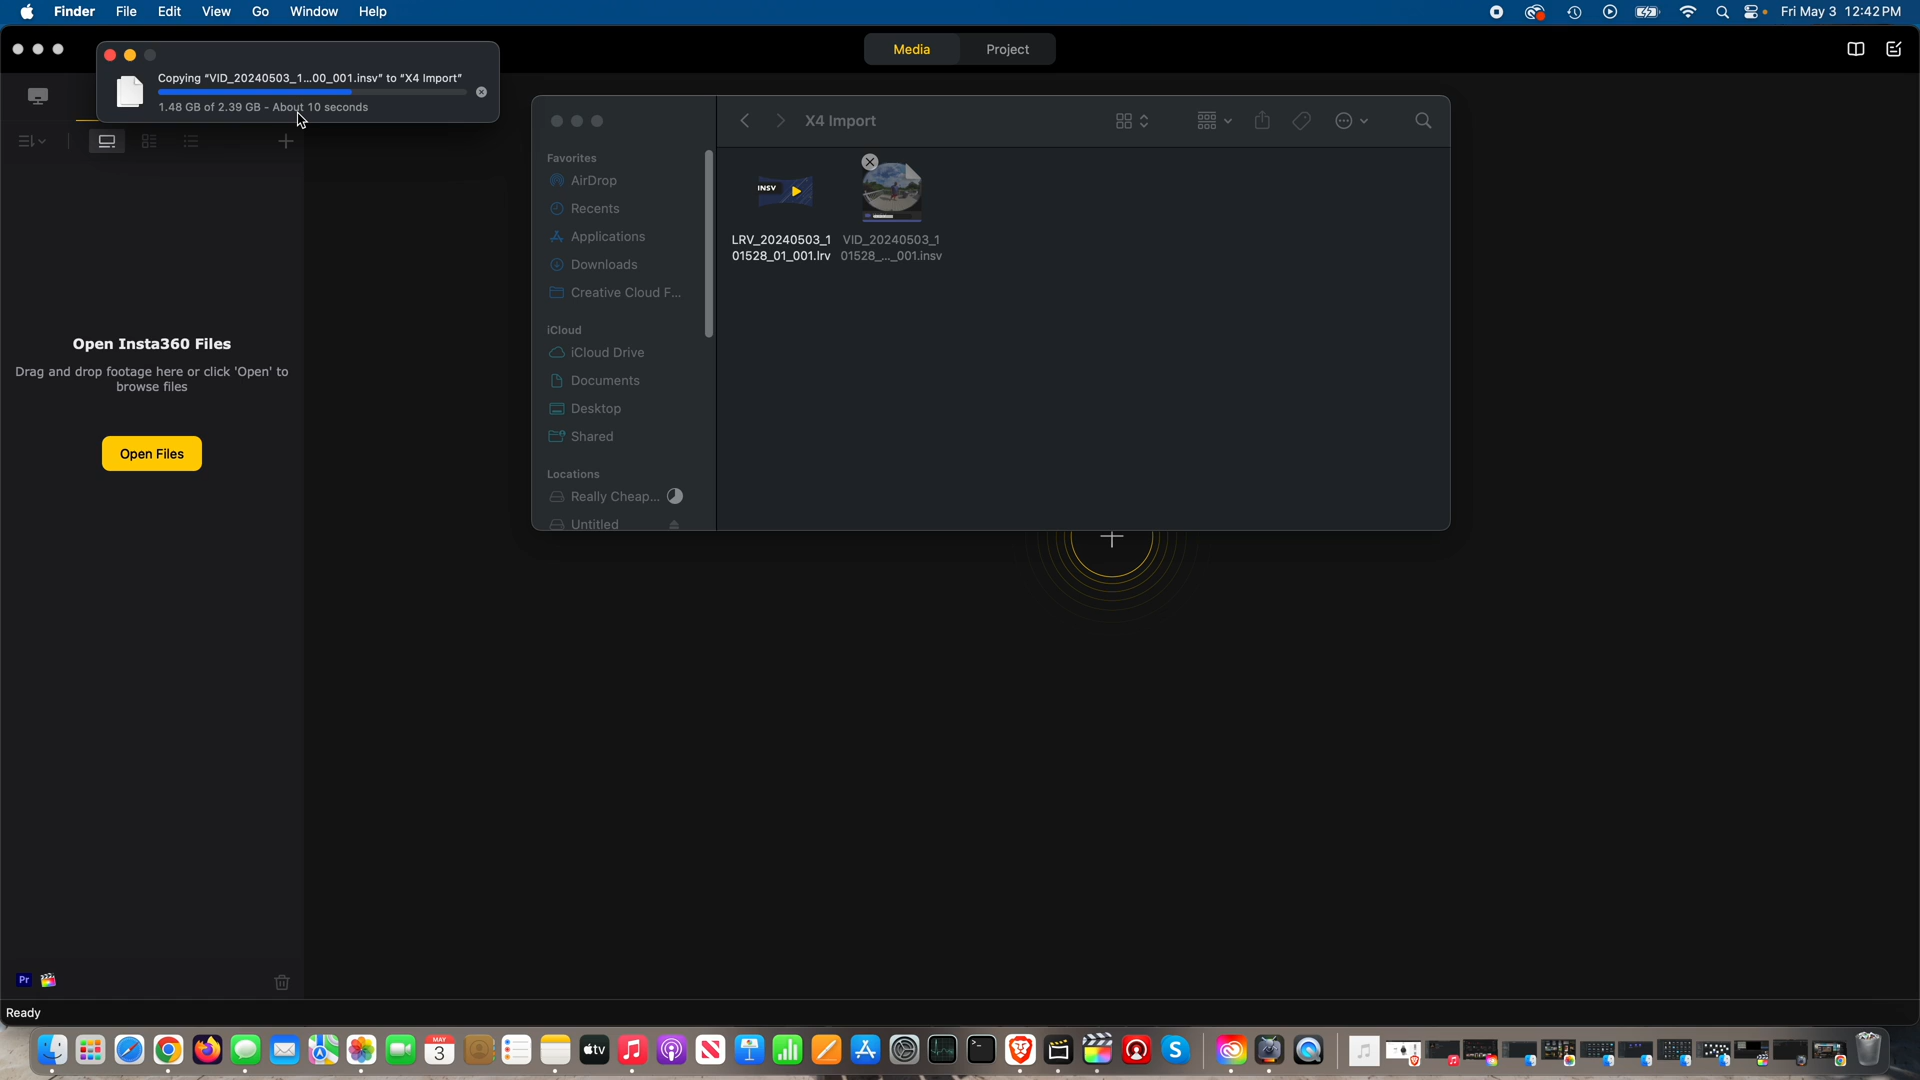 Finder File Edit View Go Window Help
Fri May 3 12:42 PM
Media Project
Copying “VID_20240503_1...00_001.insv” to “X4 Import”
1.48 GB of 2.39 GB - About 10 seconds
X4 Import
Favorites
AirDrop
Recents
Applications
Downloads
Creative Cloud F...
iCloud
iCloud Drive
Documents
Desktop
Shared
Locations
Really Cheap...
Untitled
INSV
LRV_20240503_1
01528_01_001.lrv
VID_20240503_1
01528_..._001.insv
Open Insta360 Files
Drag and drop footage here or click 'Open' to
browse files
Open Files
Pr
Ready
MAY
3
tv